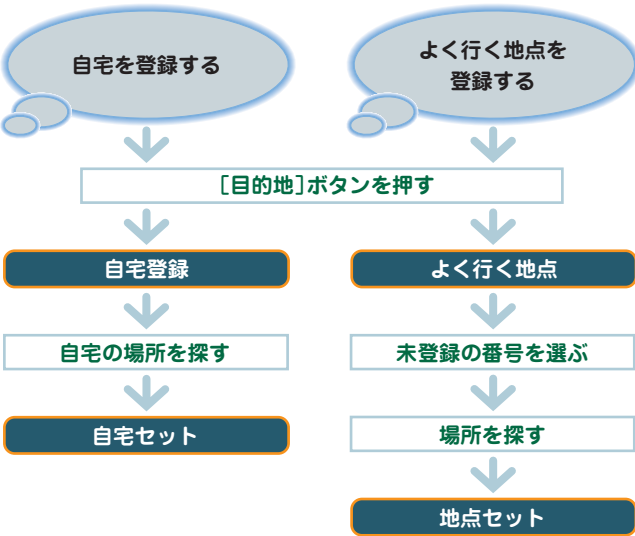 自宅を登録する
よく行く地点を
登録する
[目的地]ボタンを押す
自宅登録
よく行く地点
自宅の場所を探す
未登録の番号を選ぶ
自宅セット
場所を探す
地点セット